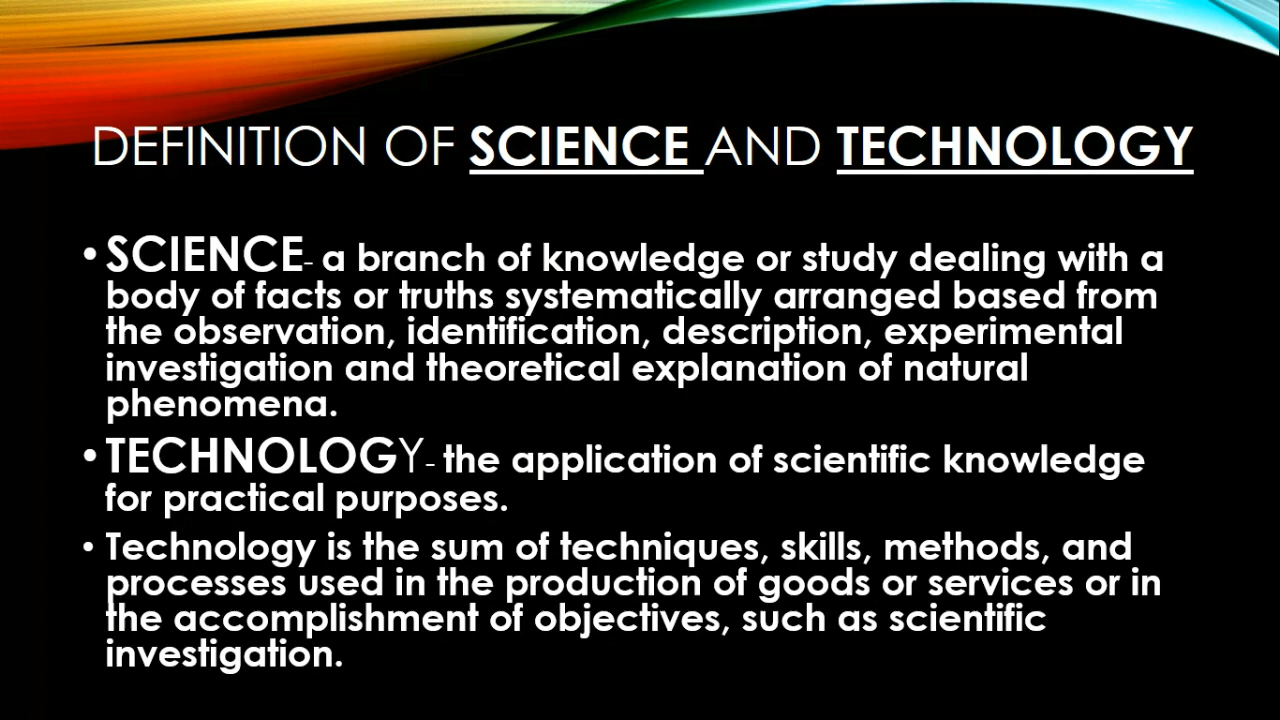 DEFINITION OF SCIENCE AND TECHNOLOGY
• SCIENCE- a branch of knowledge or study dealing with a
body of facts or truths systematically arranged based from
the observation, identification, description, experimental
investigation and theoretical explanation of natural
phenomena.
• TECHNOLOGY- the application of scientific knowledge
for practical purposes.
• Technology is the sum of techniques, skills, methods, and
processes used in the production of goods or services or in
the accomplishment of objectives, such as scientific
investigation.